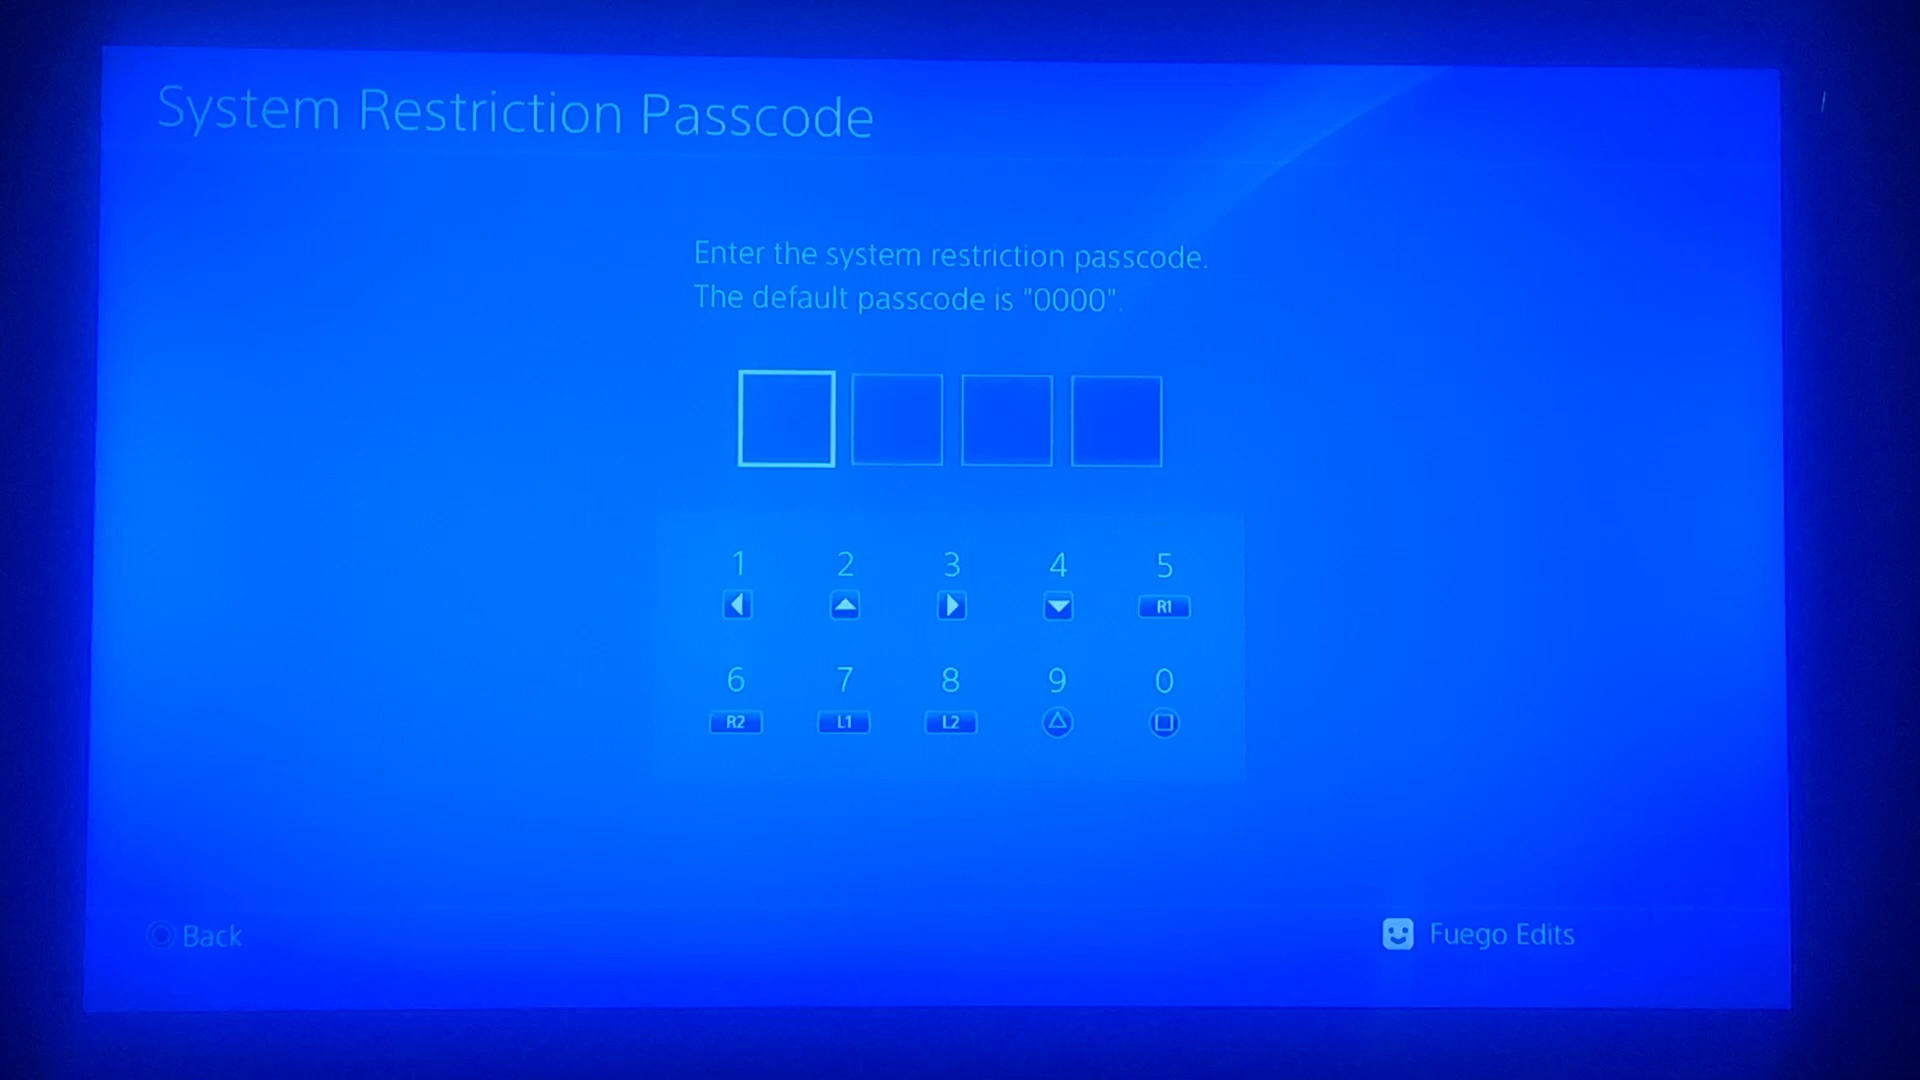 System Restriction Passcode
Enter the system restriction passcode.
The default passcode is "0000".
1 2 3 4 5
R1
6 7 8 9 0
R2 L1 L2
Back
Fuego Edits